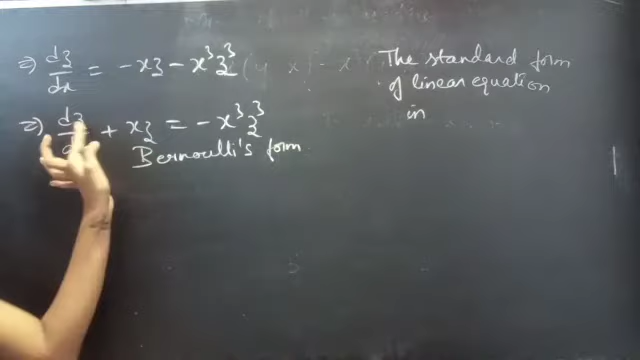 ⇒) dz/dx = -xz - x³z³
The standard form
of linear equation
in
⇒) dz/dx + xz = -x³z³
Bernoulli's form